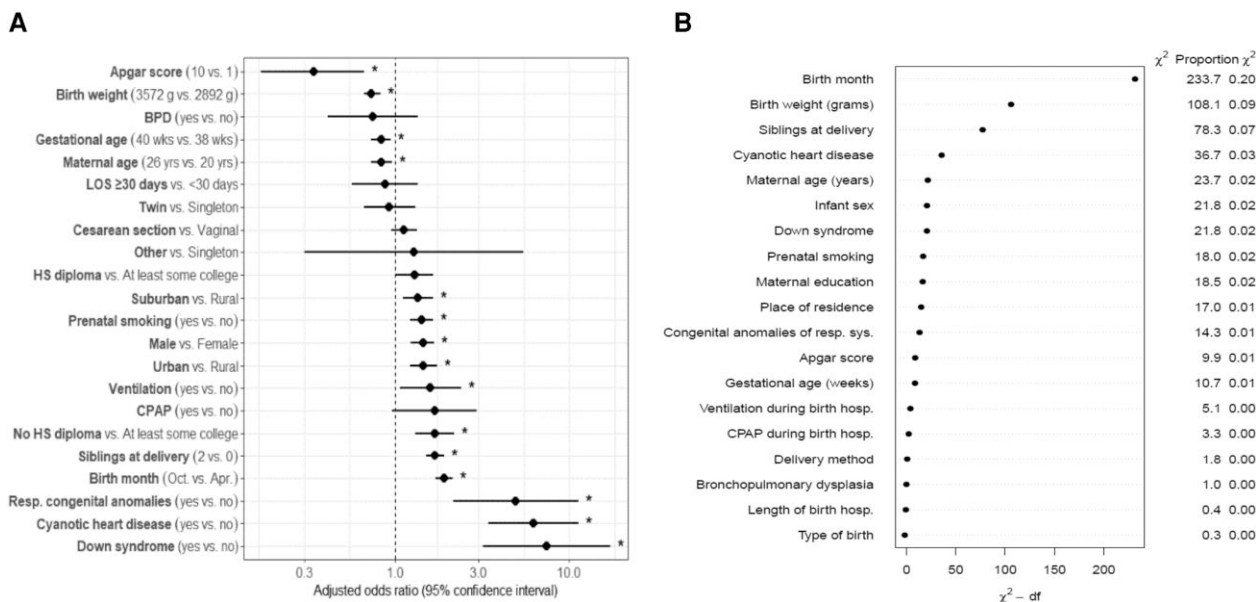 A
Apgar score (10 vs. 1) *
Birth weight (3572 g vs. 2892 g) *
BPD (yes vs. no)
Gestational age (40 wks vs. 38 wks) *
Maternal age (26 yrs vs. 20 yrs) *
LOS ≥30 days vs. <30 days
Twin vs. Singleton
Cesarean section vs. Vaginal
Other vs. Singleton
HS diploma vs. At least some college
Suburban vs. Rural *
Prenatal smoking (yes vs. no) *
Male vs. Female *
Urban vs. Rural *
Ventilation (yes vs. no) *
CPAP (yes vs. no)
No HS diploma vs. At least some college *
Siblings at delivery (2 vs. 0) *
Birth month (Oct. vs. Apr.) *
Resp. congenital anomalies (yes vs. no) *
Cyanotic heart disease (yes vs. no) *
Down syndrome (yes vs. no) *
0.3 1.0 3.0 10.0
Adjusted odds ratio (95% confidence interval)
B
χ² Proportion χ²
Birth month 233.7 0.20
Birth weight (grams) 108.1 0.09
Siblings at delivery 78.3 0.07
Cyanotic heart disease 36.7 0.03
Maternal age (years) 23.7 0.02
Infant sex 21.8 0.02
Down syndrome 21.8 0.02
Prenatal smoking 18.0 0.02
Maternal education 18.5 0.02
Place of residence 17.0 0.01
Congenital anomalies of resp. sys. 14.3 0.01
Apgar score 9.9 0.01
Gestational age (weeks) 10.7 0.01
Ventilation during birth hosp. 5.1 0.00
CPAP during birth hosp. 3.3 0.00
Delivery method 1.8 0.00
Bronchopulmonary dysplasia 1.0 0.00
Length of birth hosp. 0.4 0.00
Type of birth 0.3 0.00
0 50 100 150 200
χ² − df